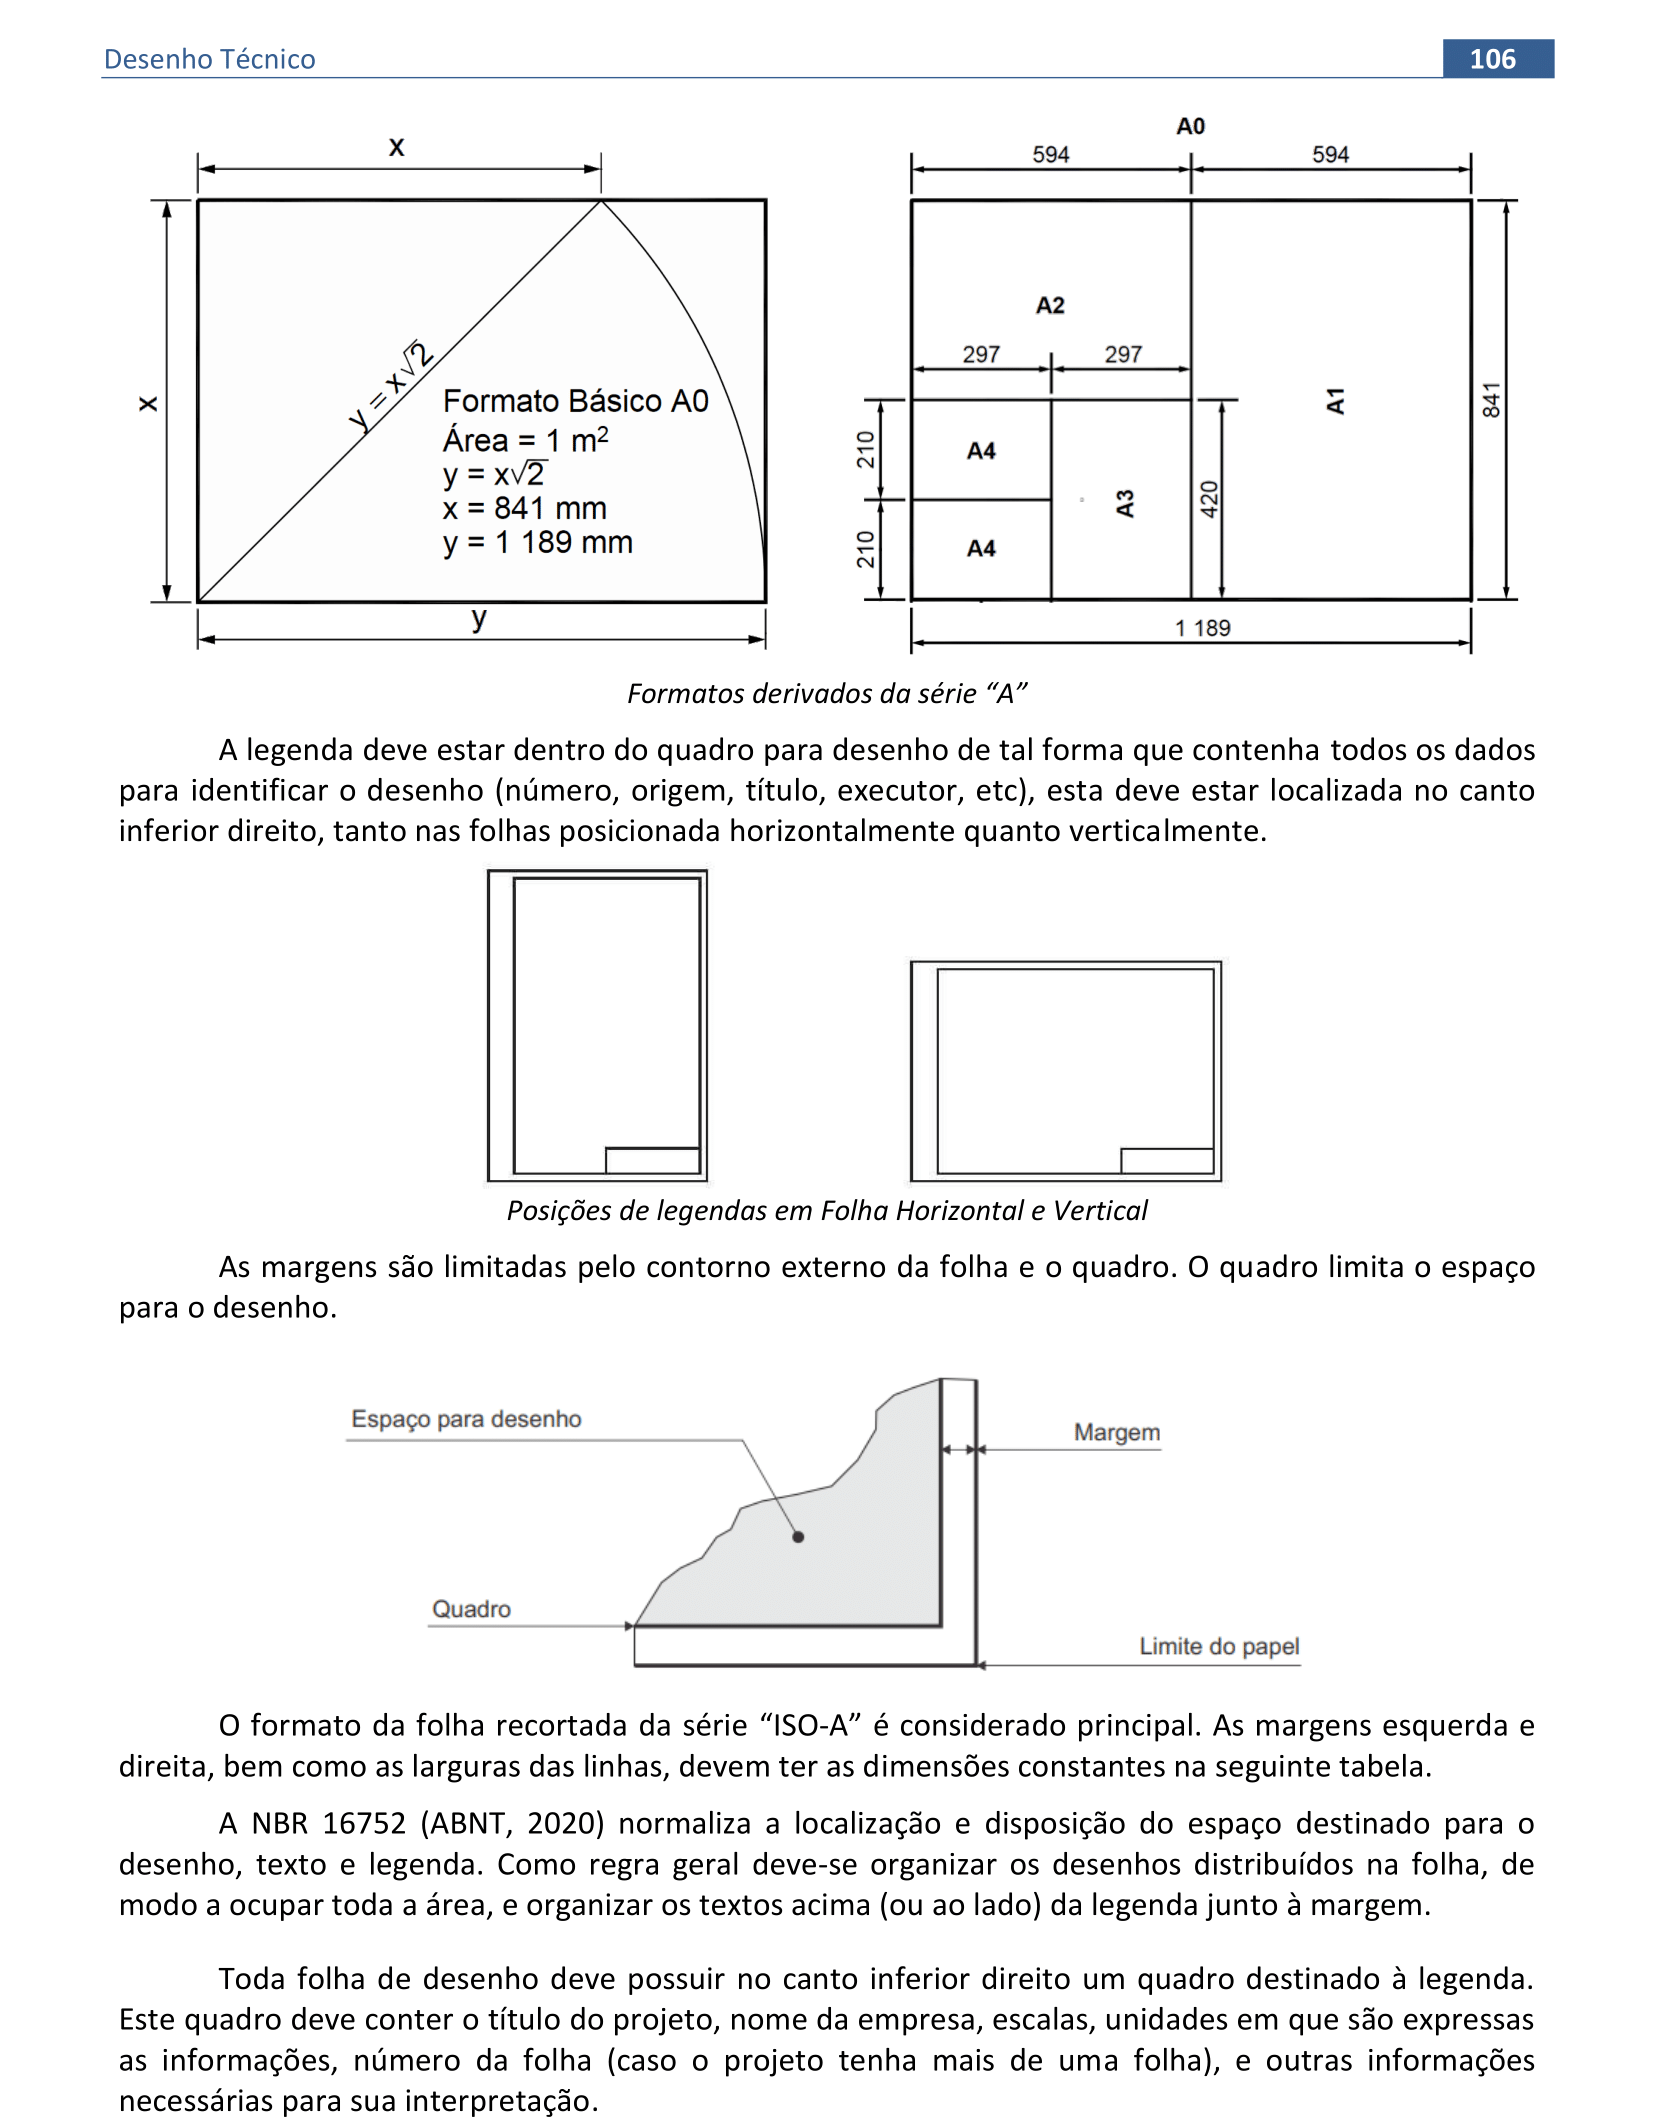 Desenho Técnico
106
x
x
y = x√2
Formato Básico A0
Área = 1 m²
y = x√2
x = 841 mm
y = 1 189 mm
y
A0
594
594
A2
297
297
A1
841
210
A4
A3
420
210
A4
1 189
Formatos derivados da série “A”
A legenda deve estar dentro do quadro para desenho de tal forma que contenha todos os dados
para identificar o desenho (número, origem, título, executor, etc), esta deve estar localizada no canto
inferior direito, tanto nas folhas posicionada horizontalmente quanto verticalmente.
Posições de legendas em Folha Horizontal e Vertical
As margens são limitadas pelo contorno externo da folha e o quadro. O quadro limita o espaço
para o desenho.
Espaço para desenho
Margem
Quadro
Limite do papel
O formato da folha recortada da série “ISO-A” é considerado principal. As margens esquerda e
direita, bem como as larguras das linhas, devem ter as dimensões constantes na seguinte tabela.
A NBR 16752 (ABNT, 2020) normaliza a localização e disposição do espaço destinado para o
desenho, texto e legenda. Como regra geral deve-se organizar os desenhos distribuídos na folha, de
modo a ocupar toda a área, e organizar os textos acima (ou ao lado) da legenda junto à margem.
Toda folha de desenho deve possuir no canto inferior direito um quadro destinado à legenda.
Este quadro deve conter o título do projeto, nome da empresa, escalas, unidades em que são expressas
as informações, número da folha (caso o projeto tenha mais de uma folha), e outras informações
necessárias para sua interpretação.